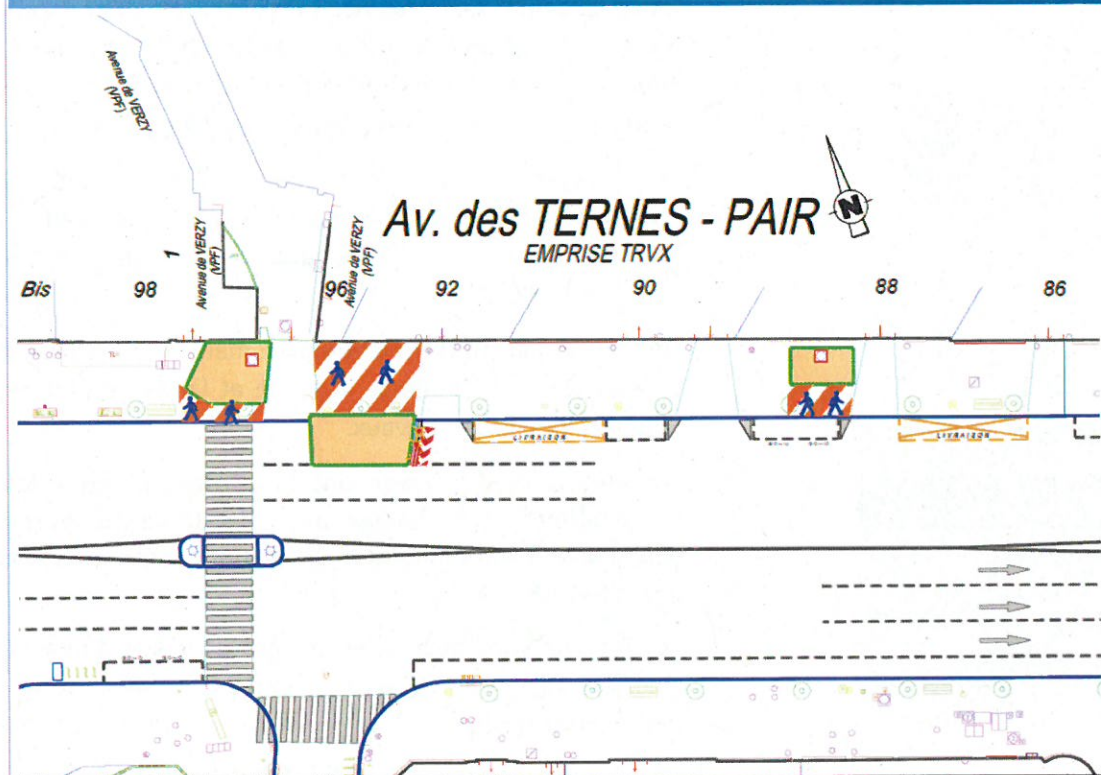 Avenue de VERZY
(VPF)
Av. des TERNES - PAIR
N
EMPRISE TRVX
1
Avenue de VERZY
(VPF)
Avenue de VERZY
(VPF)
Bis
98
96
92
90
88
86
LIVRAISON
LIVRAISON